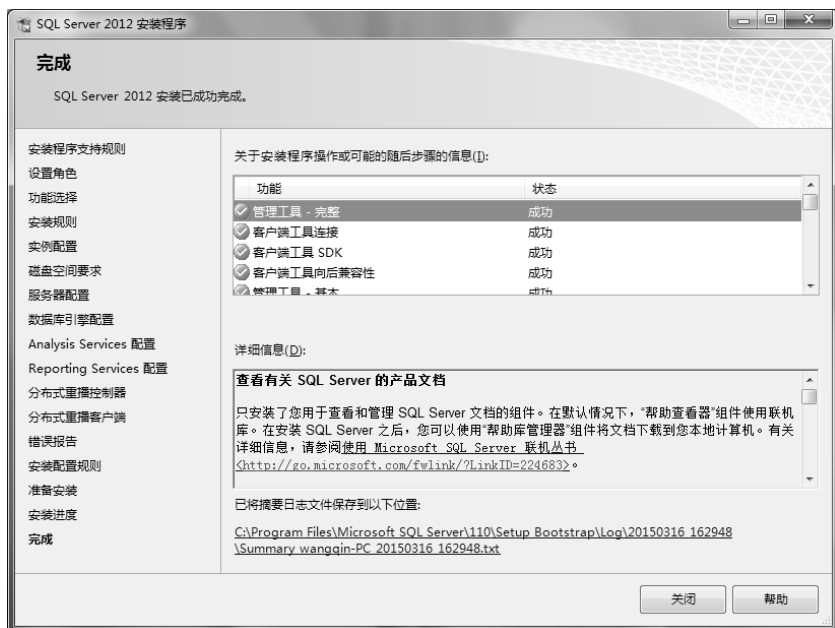 SQL Server 2012 安装程序
完成
SQL Server 2012 安装已成功完成。
安装程序支持规则
设置角色
功能选择
安装规则
实例配置
磁盘空间要求
服务器配置
数据库引擎配置
Analysis Services 配置
Reporting Services 配置
分布式重播控制器
分布式重播客户端
错误报告
安装配置规则
准备安装
安装进度
完成
关于安装程序操作或可能的随后步骤的信息(I):
功能 状态
管理工具 - 完整 成功
客户端工具连接 成功
客户端工具 SDK 成功
客户端工具向后兼容性 成功
管理工具 - 基本 成功
详细信息(D):
查看有关 SQL Server 的产品文档
只安装了您用于查看和管理 SQL Server 文档的组件。在默认情况下，“帮助查看器”组件使用联机
库。在安装 SQL Server 之后，您可以使用“帮助库管理器”组件将文档下载到您本地计算机。有关
详细信息，请参阅使用 Microsoft SQL Server 联机丛书
<http://go.microsoft.com/fwlink/?LinkID=224683>。
已将摘要日志文件保存到以下位置:
C:\Program Files\Microsoft SQL Server\110\Setup Bootstrap\Log\20150316_162948
\Summary_wangqin-PC_20150316_162948.txt
关闭 帮助